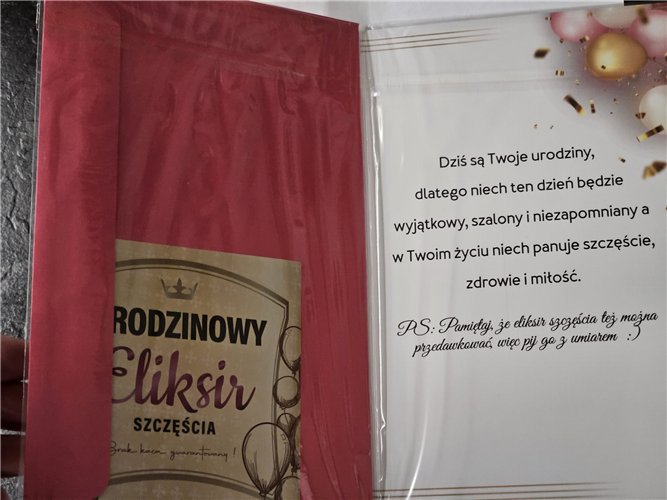 RODZINOWY
Eliksir
SZCZĘŚCIA
Brak kaca gwarantowany!
Dziś są Twoje urodziny,
dlatego niech ten dzień będzie
wyjątkowy, szalony i niezapomniany a
w Twoim życiu niech panuje szczęście,
zdrowie i miłość.
PS: Pamiętaj, że eliksir szczęścia też można
przedawkować, więc pij go z umiarem :)